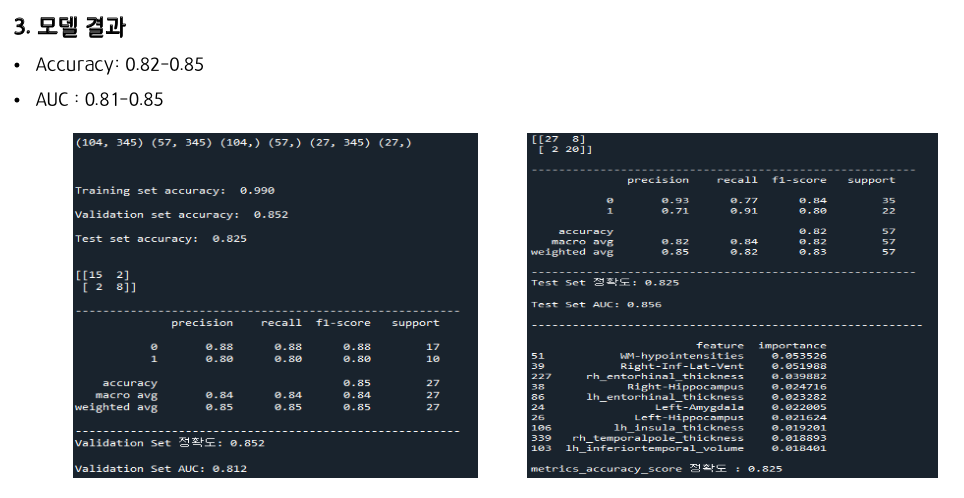 3. 모델 결과
• Accuracy: 0.82-0.85
• AUC : 0.81-0.85
(104, 345) (57, 345) (104,) (57,) (27, 345) (27,)
Training set accuracy:  0.990
Validation set accuracy:  0.852
Test set accuracy:  0.825
[[15  2]
 [ 2  8]]
------------------------------------------------------------
              precision    recall  f1-score   support
           0       0.88      0.88      0.88        17
           1       0.80      0.80      0.80        10
    accuracy                           0.85        27
   macro avg       0.84      0.84      0.84        27
weighted avg       0.85      0.85      0.85        27
------------------------------------------------------------
Validation Set 정확도: 0.852
Validation Set AUC: 0.812
[[27  8]
 [ 2 20]]
------------------------------------------------------------
              precision    recall  f1-score   support
           0       0.93      0.77      0.84        35
           1       0.71      0.91      0.80        22
    accuracy                           0.82        57
   macro avg       0.82      0.84      0.82        57
weighted avg       0.85      0.82      0.83        57
------------------------------------------------------------
Test Set 정확도: 0.825
Test Set AUC: 0.856
------------------------------------------------------------
                        feature  importance
51            WM-hypointensities    0.053526
39             Right-Inf-Lat-Vent    0.051988
227       rh_entorhinal_thickness    0.039882
38              Right-Hippocampus    0.024716
86        lh_entorhinal_thickness    0.023282
24                  Left-Amygdala    0.022005
26               Left-Hippocampus    0.021624
106           lh_insula_thickness    0.019201
339     rh_temporalpole_thickness    0.018893
103    lh_inferiortemporal_volume    0.018401
metrics_accuracy_score 정확도 : 0.825